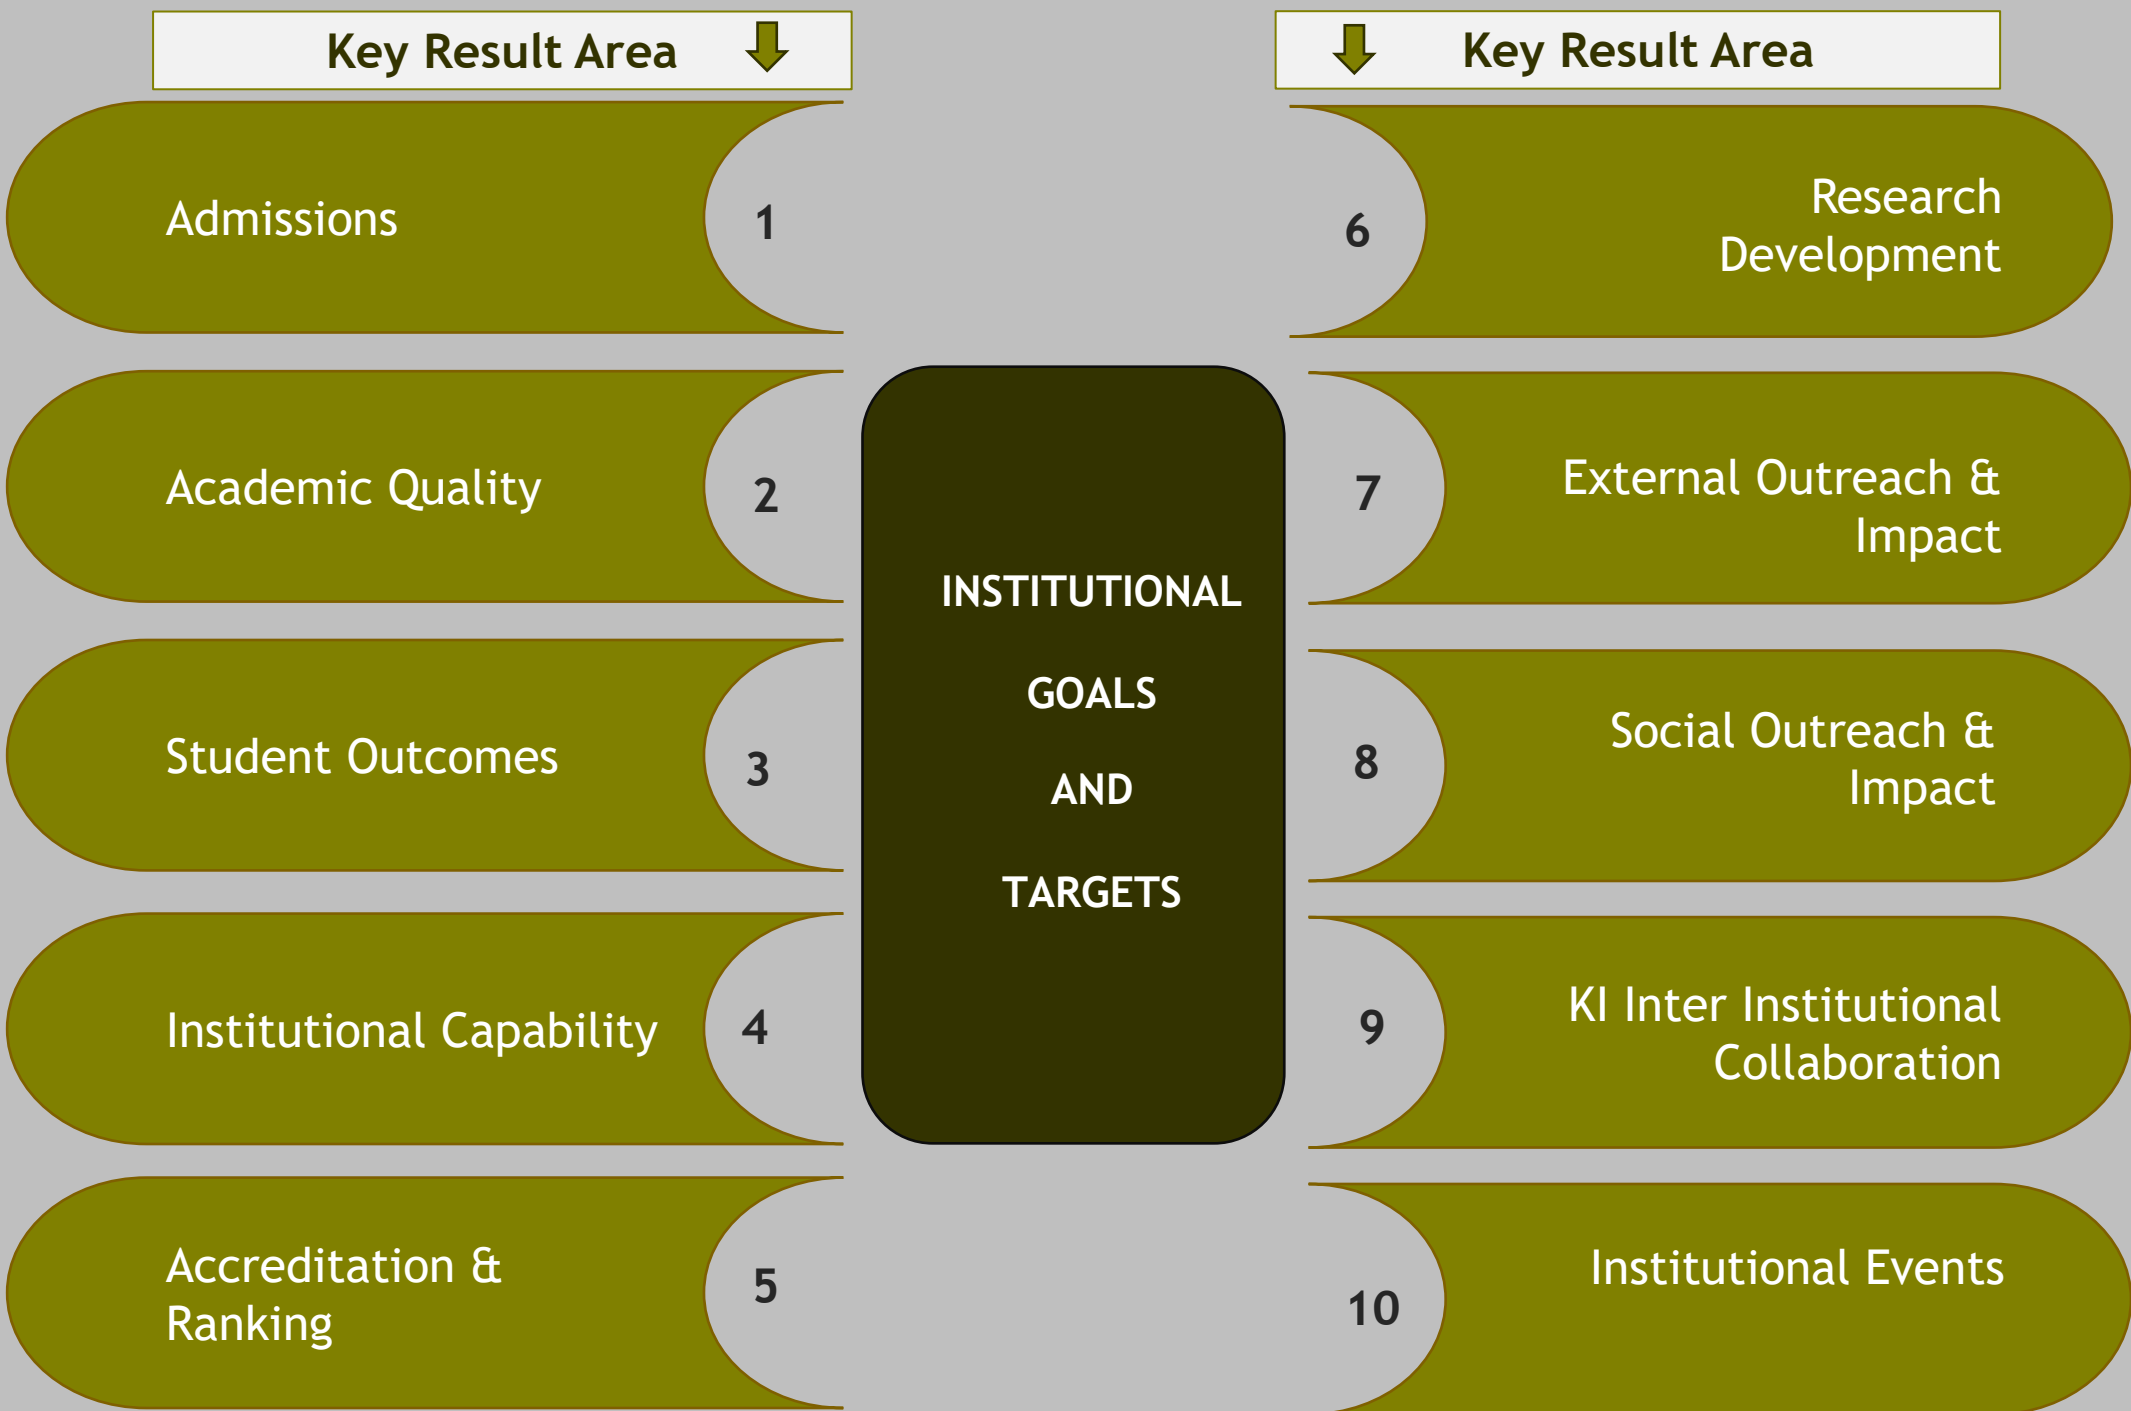 Key Result Area
Admissions
1
Academic Quality
2
Student Outcomes
3
Institutional Capability
4
Accreditation &
Ranking
5
INSTITUTIONAL
GOALS
AND
TARGETS
Key Result Area
6
Research
Development
7
External Outreach &
Impact
8
Social Outreach &
Impact
9
KI Inter Institutional
Collaboration
10
Institutional Events